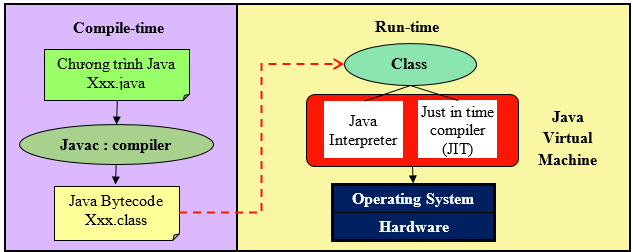 Compile-time
Chương trình Java
Xxx.java
Javac : compiler
Java Bytecode
Xxx.class
Run-time
Class
Java
Interpreter
Just in time
compiler
(JIT)
Java
Virtual
Machine
Operating System
Hardware